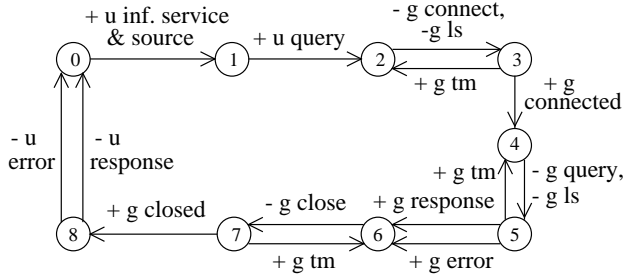 + u inf. service
& source
+ u query
- g connect,
-g ls
0
1
2
3
+ g tm
+ g
connected
- u
error
- u
response
4
+ g tm
- g query,
- g ls
+ g closed
- g close
+ g response
8
7
6
5
+ g tm
+ g error